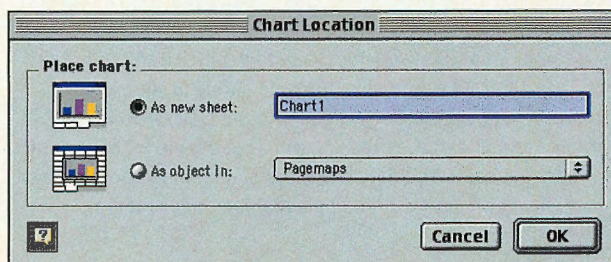 Chart Location
Place chart:
As new sheet: Chart1
As object in: Pagemaps
?
Cancel OK